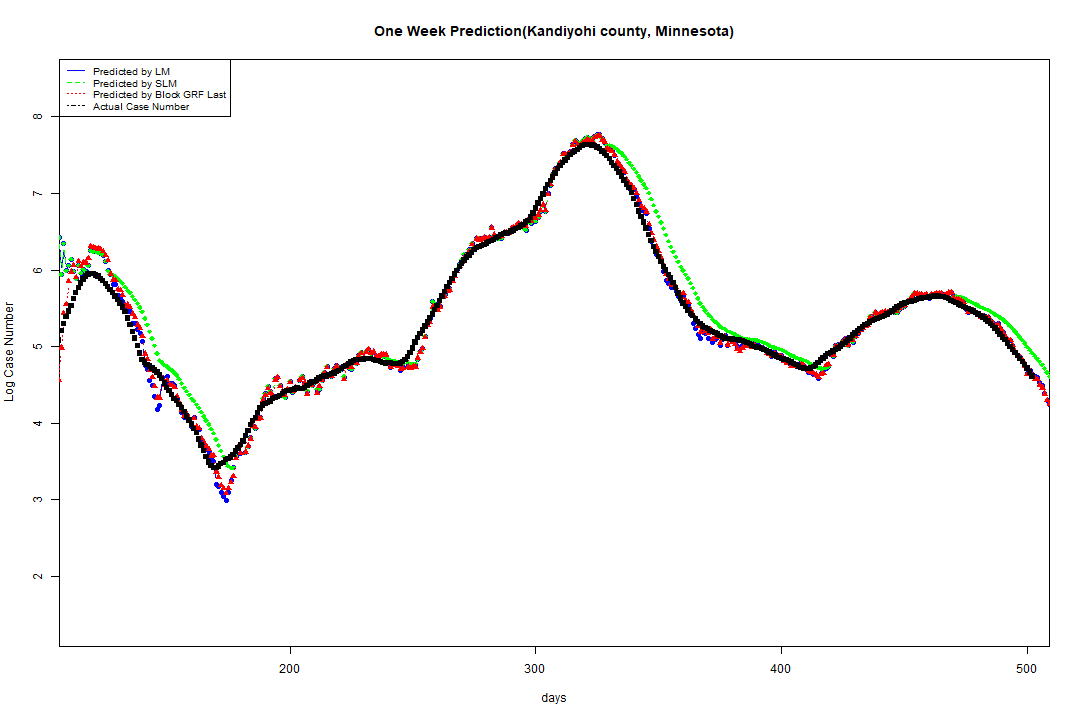 One Week Prediction(Kandiyohi county, Minnesota)
Predicted by LM
Predicted by SLM
Predicted by Block GRF Last
Actual Case Number
8
7
6
5
4
3
2
Log Case Number
200 300 400 500
days